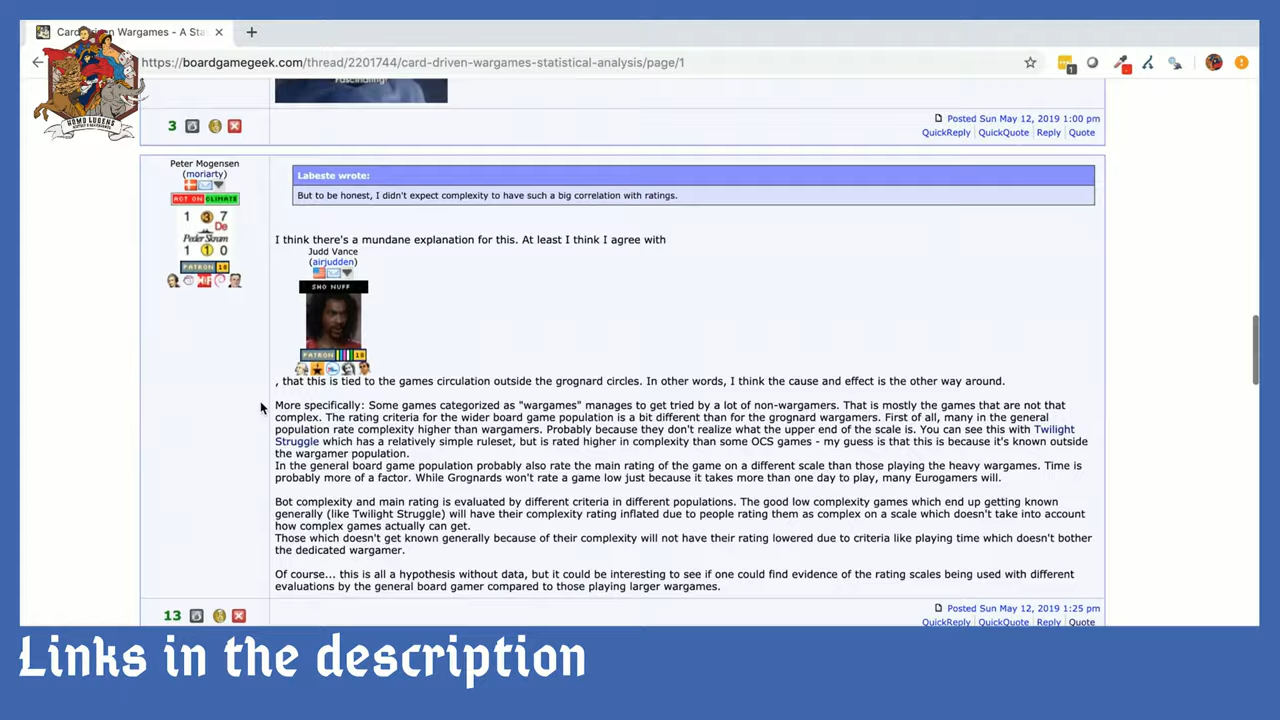 Card Driven Wargames - A Sta
https://boardgamegeek.com/thread/2201744/card-driven-wargames-statistical-analysis/page/1
1
HOMO LUDENS
Fascinating!
3
Posted Sun May 12, 2019 1:00 pm
QuickReply QuickQuote Reply Quote
Peter Mogensen
(moriarty)
ACT ON CLIMATE
1 3 7
De
Peder Skram
1 1 0
PATRON 18
Labeste wrote:
But to be honest, I didn't expect complexity to have such a big correlation with ratings.
I think there's a mundane explanation for this. At least I think I agree with
Judd Vance
(airjudden)
SHO NUFF
PATRON 18
, that this is tied to the games circulation outside the grognard circles. In other words, I think the cause and effect is the other way around.
More specifically: Some games categorized as "wargames" manages to get tried by a lot of non-wargamers. That is mostly the games that are not that
complex. The rating criteria for the wider board game population is a bit different than for the grognard wargamers. First of all, many in the general
population rate complexity higher than wargamers. Probably because they don't realize what the upper end of the scale is. You can see this with Twilight
Struggle which has a relatively simple ruleset, but is rated higher in complexity than some OCS games - my guess is that this is because it's known outside
the wargamer population.
In the general board game population probably also rate the main rating of the game on a different scale than those playing the heavy wargames. Time is
probably more of a factor. While Grognards won't rate a game low just because it takes more than one day to play, many Eurogamers will.
Bot complexity and main rating is evaluated by different criteria in different populations. The good low complexity games which end up getting known
generally (like Twilight Struggle) will have their complexity rating inflated due to people rating them as complex on a scale which doesn't take into account
how complex games actually can get.
Those which doesn't get known generally because of their complexity will not have their rating lowered due to criteria like playing time which doesn't bother
the dedicated wargamer.
Of course... this is all a hypothesis without data, but it could be interesting to see if one could find evidence of the rating scales being used with different
evaluations by the general board gamer compared to those playing larger wargames.
13
Posted Sun May 12, 2019 1:25 pm
QuickReply QuickQuote Reply Quote
Links in the description